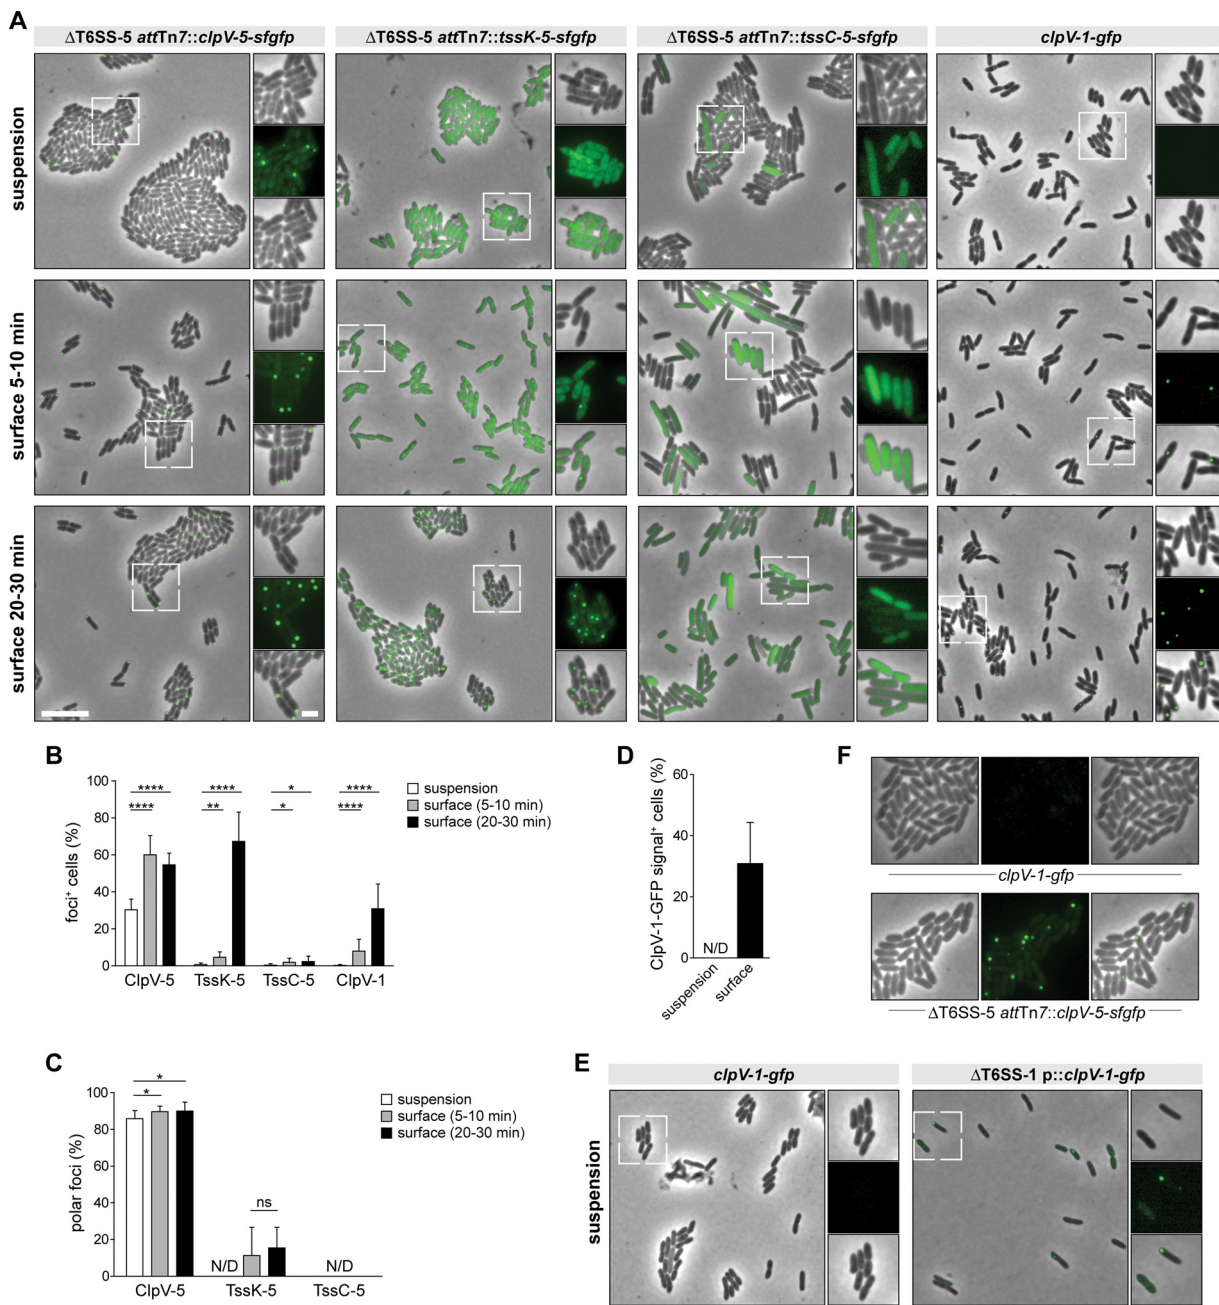 A
ΔT6SS-5 attTn7::clpV-5-sfgfp
ΔT6SS-5 attTn7::tssK-5-sfgfp
ΔT6SS-5 attTn7::tssC-5-sfgfp
clpV-1-gfp
suspension
surface 5-10 min
surface 20-30 min
B
foci⁺ cells (%)
100
80
60
40
20
0
**** ****
**** **
* *
**** ****
ClpV-5 TssK-5 TssC-5 ClpV-1
suspension
surface (5-10 min)
surface (20-30 min)
C
polar foci (%)
100
80
60
40
20
0
*
*
N/D
ns
N/D
ClpV-5 TssK-5 TssC-5
suspension
surface (5-10 min)
surface (20-30 min)
D
ClpV-1-GFP signal⁺ cells (%)
60
40
20
0
N/D
suspension
surface
F
clpV-1-gfp
ΔT6SS-5 attTn7::clpV-5-sfgfp
E
clpV-1-gfp
ΔT6SS-1 p::clpV-1-gfp
suspension